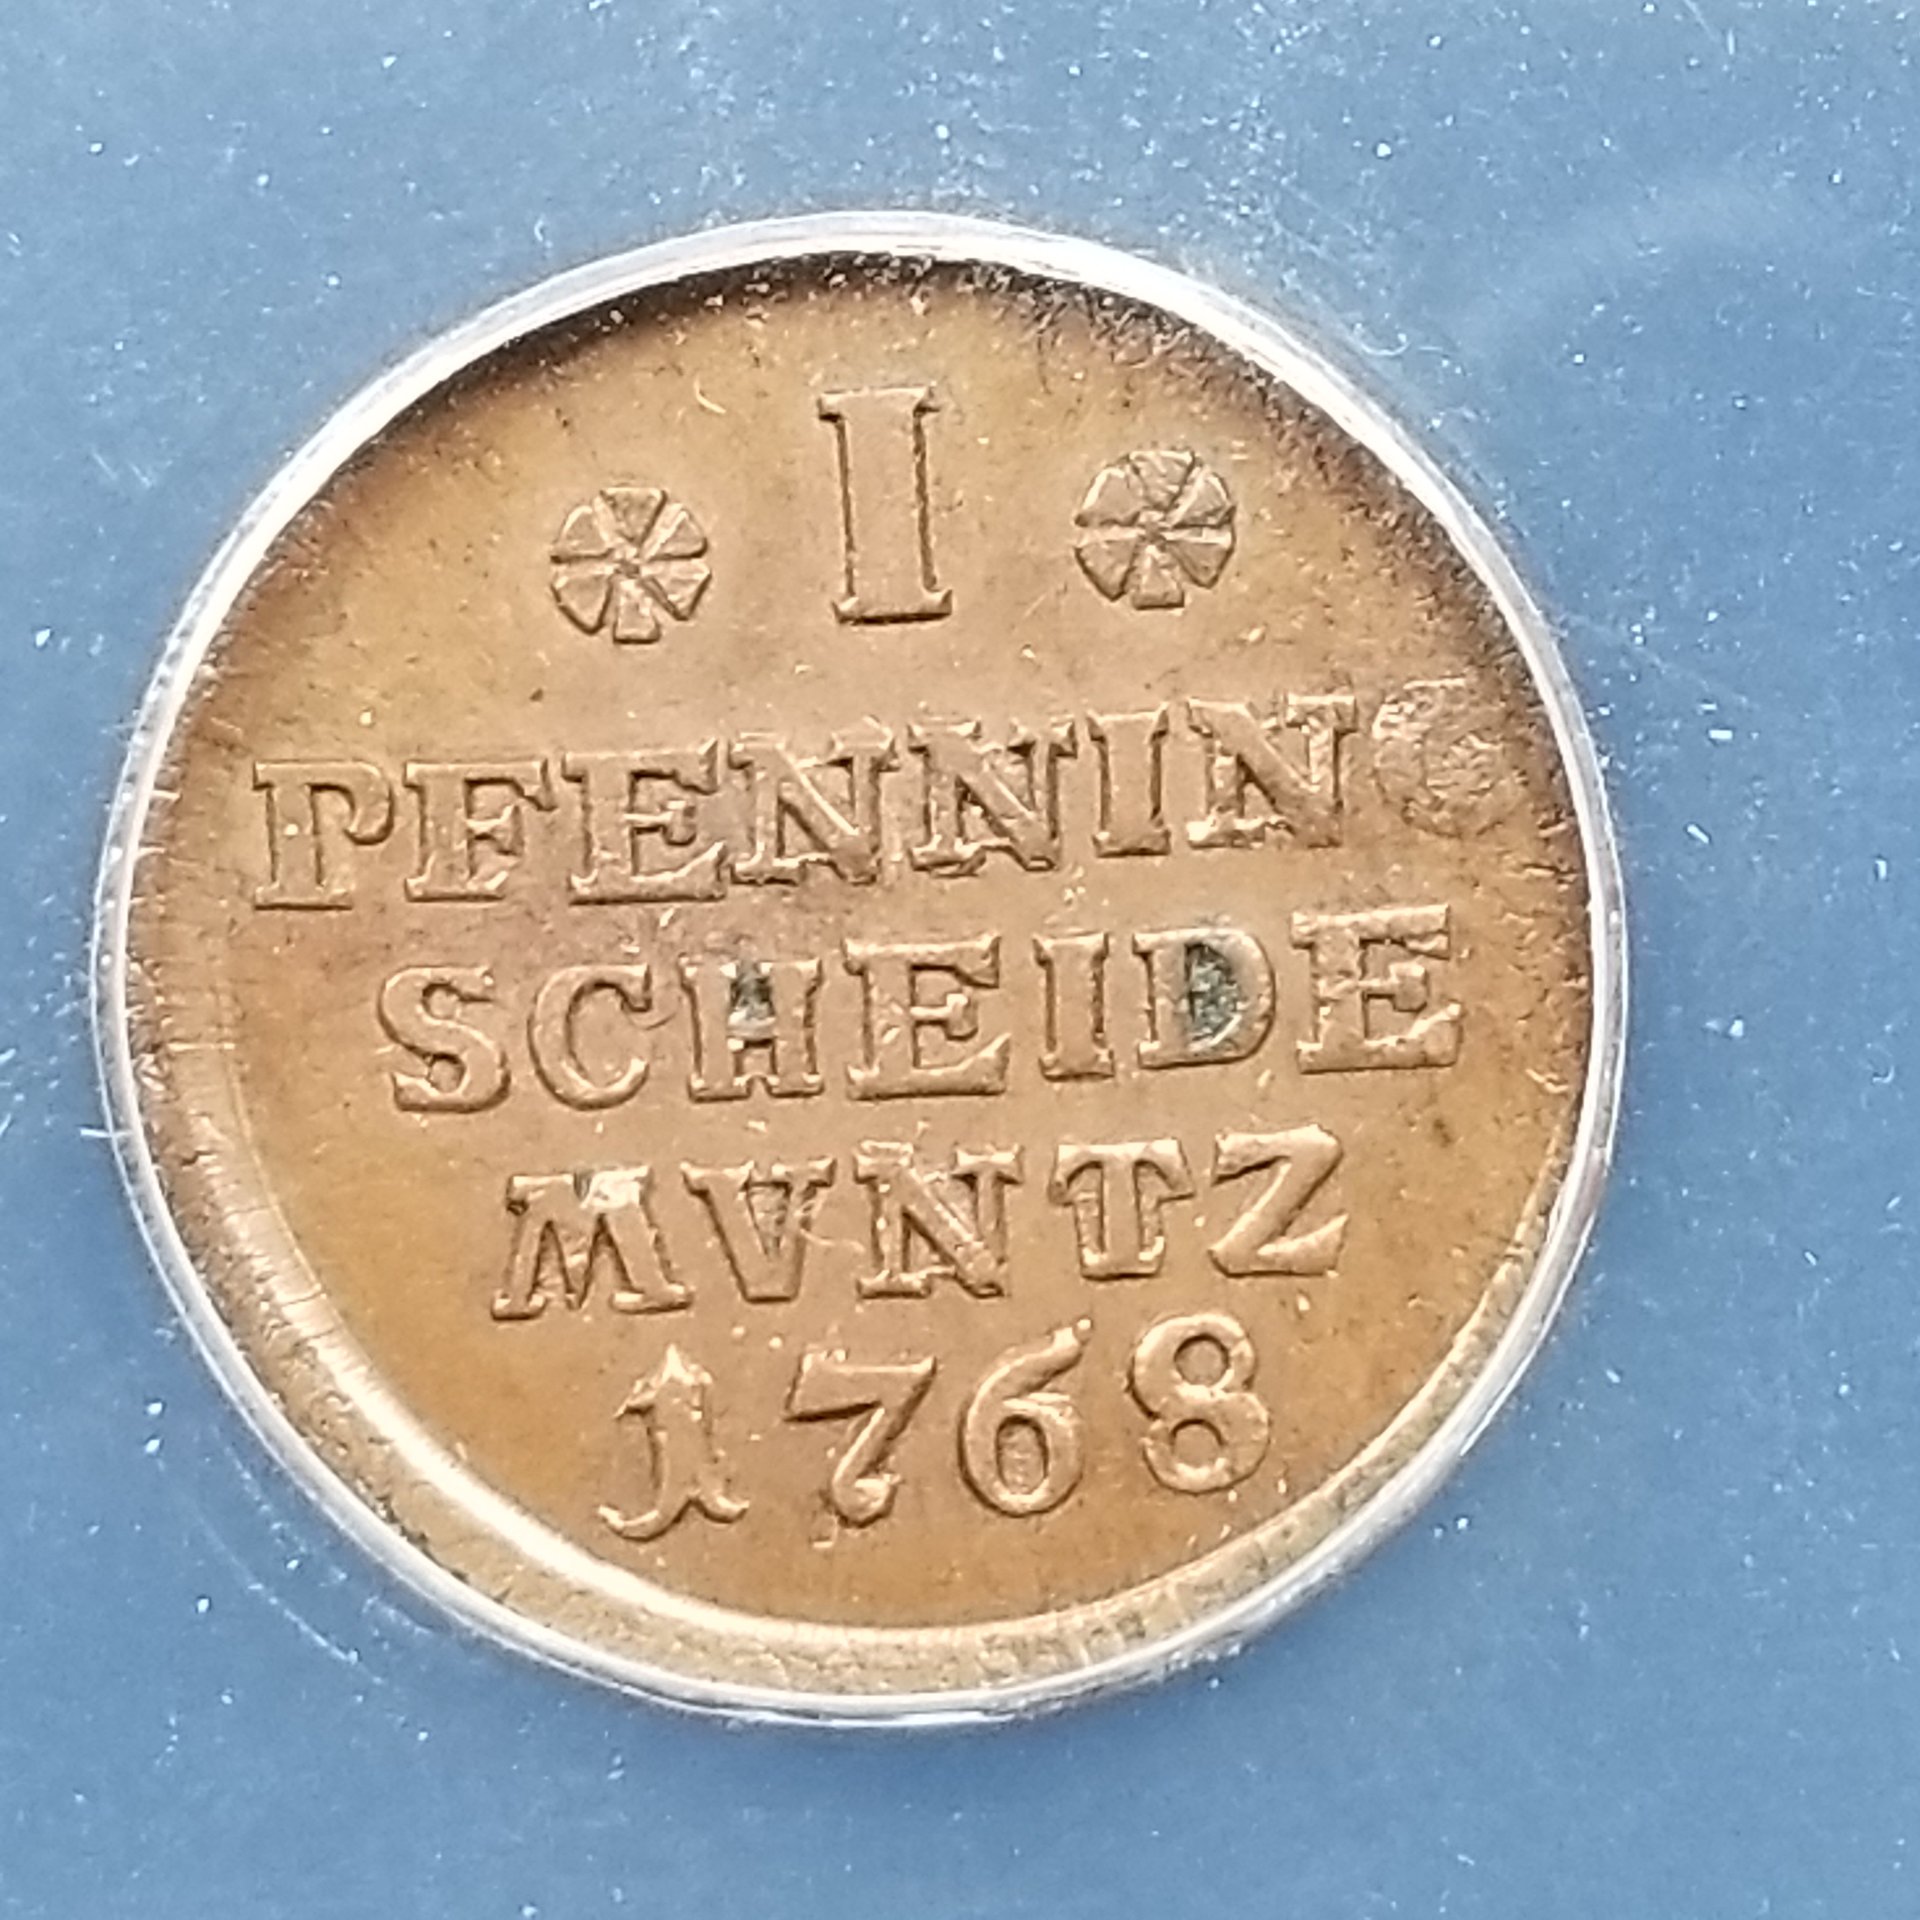 I
PFENNING
SCHEIDE
MVNTZ
1768